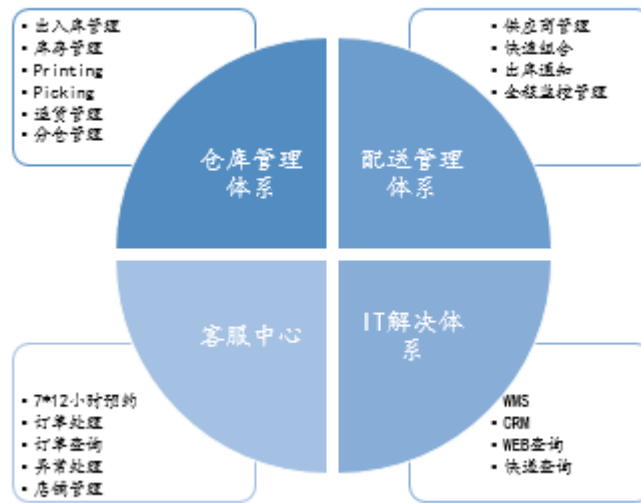 出入库管理
库存管理
Printing
Picking
退货管理
分仓管理
供应商管理
快递组合
出库通知
全程监控管理
仓库管理
体系
配送管理
体系
客服中心
IT解决体
系
7*12小时预约
订单处理
订单查询
异常处理
店铺管理
WMS
CRM
WEB查询
快递查询